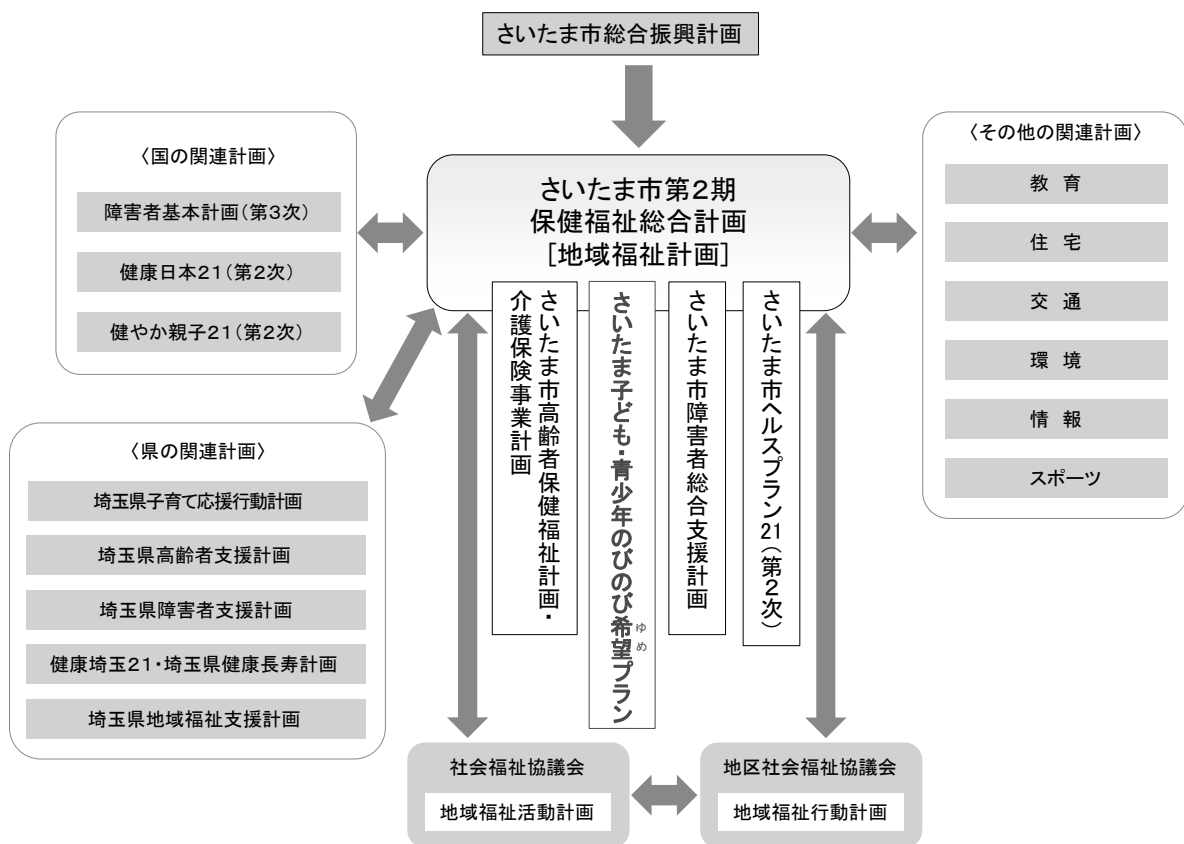 さいたま市総合振興計画
〈国の関連計画〉
障害者基本計画(第3次)
健康日本21(第2次)
健やか親子21(第2次)
さいたま市第2期
保健福祉総合計画
[地域福祉計画]
〈その他の関連計画〉
教 育
住 宅
交 通
環 境
情 報
スポーツ
さいたま市高齢者保健福祉計画・
介護保険事業計画
さいたま子ども・青少年のびのび希望プラン
ゆめ
さいたま市障害者総合支援計画
さいたま市ヘルスプラン21(第2次)
〈県の関連計画〉
埼玉県子育て応援行動計画
埼玉県高齢者支援計画
埼玉県障害者支援計画
健康埼玉21・埼玉県健康長寿計画
埼玉県地域福祉支援計画
社会福祉協議会
地域福祉活動計画
地区社会福祉協議会
地域福祉行動計画